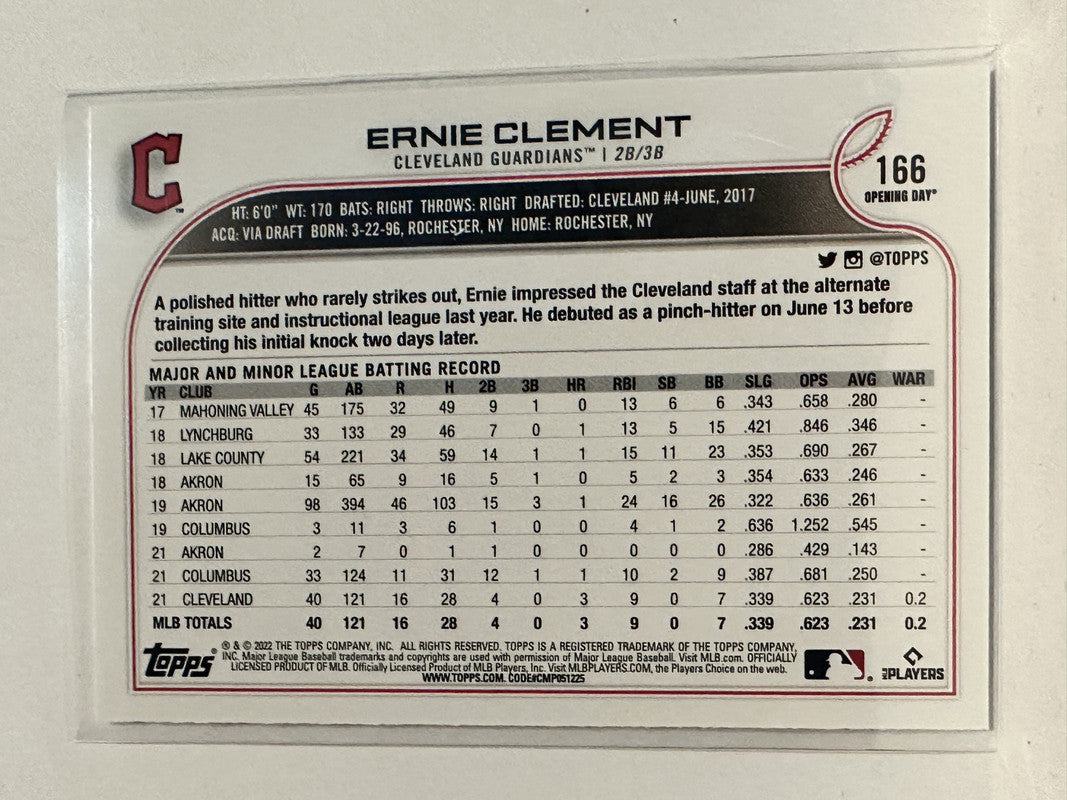 C
ERNIE CLEMENT
CLEVELAND GUARDIANS™ | 2B/3B
166
OPENING DAY®
HT: 6'0" WT: 170 BATS: RIGHT THROWS: RIGHT DRAFTED: CLEVELAND #4-JUNE, 2017
ACQ: VIA DRAFT BORN: 3-22-96, ROCHESTER, NY HOME: ROCHESTER, NY
@TOPPS
A polished hitter who rarely strikes out, Ernie impressed the Cleveland staff at the alternate
training site and instructional league last year. He debuted as a pinch-hitter on June 13 before
collecting his initial knock two days later.
MAJOR AND MINOR LEAGUE BATTING RECORD
YR CLUB G AB R H 2B 3B HR RBI SB BB SLG OPS AVG WAR
17 MAHONING VALLEY 45 175 32 49 9 1 0 13 6 6 .343 .658 .280 -
18 LYNCHBURG 33 133 29 46 7 0 1 13 5 15 .421 .846 .346 -
18 LAKE COUNTY 54 221 34 59 14 1 1 15 11 23 .353 .690 .267 -
18 AKRON 15 65 9 16 5 1 0 5 2 3 .354 .633 .246 -
19 AKRON 98 394 46 103 15 3 1 24 16 26 .322 .636 .261 -
19 COLUMBUS 3 11 3 6 1 0 0 4 1 2 .636 1.252 .545 -
21 AKRON 2 7 0 1 1 0 0 0 0 0 .286 .429 .143 -
21 COLUMBUS 33 124 11 31 12 1 1 10 2 9 .387 .681 .250 -
21 CLEVELAND 40 121 16 28 4 0 3 9 0 7 .339 .623 .231 0.2
MLB TOTALS 40 121 16 28 4 0 3 9 0 7 .339 .623 .231 0.2
Topps®
® & © 2022 THE TOPPS COMPANY, INC. ALL RIGHTS RESERVED. TOPPS IS A REGISTERED TRADEMARK OF THE TOPPS COMPANY,
INC. Major League Baseball trademarks and copyrights are used with permission of Major League Baseball. Visit MLB.com. OFFICIALLY
LICENSED PRODUCT OF MLB. Officially Licensed Product of MLB Players, Inc. Visit MLBPLAYERS.COM, the Players Choice on the web.
WWW.TOPPS.COM. CODE#CMP051225
MLB PLAYERS